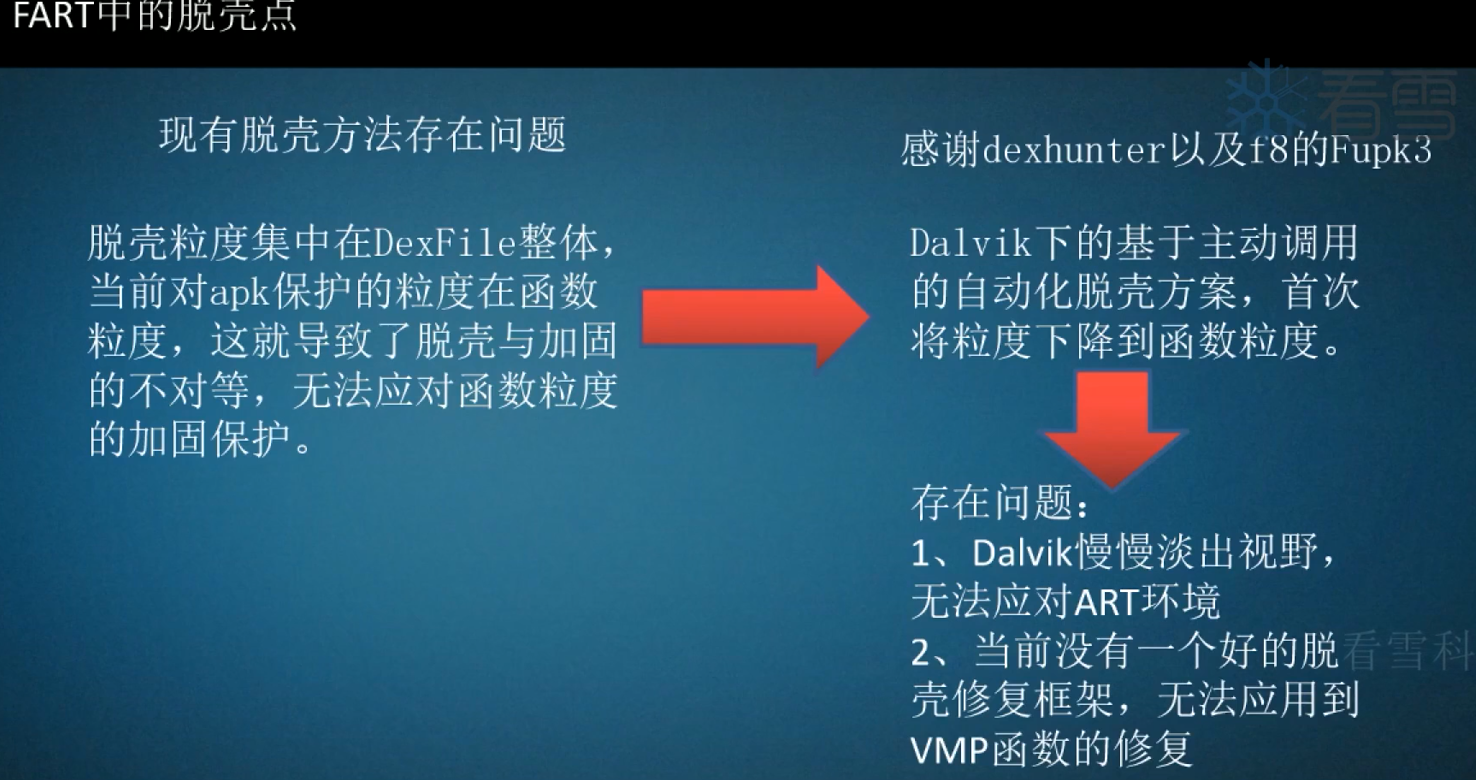 FART中的脱壳点
看雪
现有脱壳方法存在问题
脱壳粒度集中在DexFile整体，
当前对apk保护的粒度在函数
粒度，这就导致了脱壳与加固
的不对等，无法应对函数粒度
的加固保护。
感谢dexhunter以及f8的Fupk3
Dalvik下的基于主动调用
的自动化脱壳方案，首次
将粒度下降到函数粒度。
存在问题：
1、Dalvik慢慢淡出视野，
无法应对ART环境
2、当前没有一个好的脱
壳修复框架，无法应用到
VMP函数的修复
看雪科